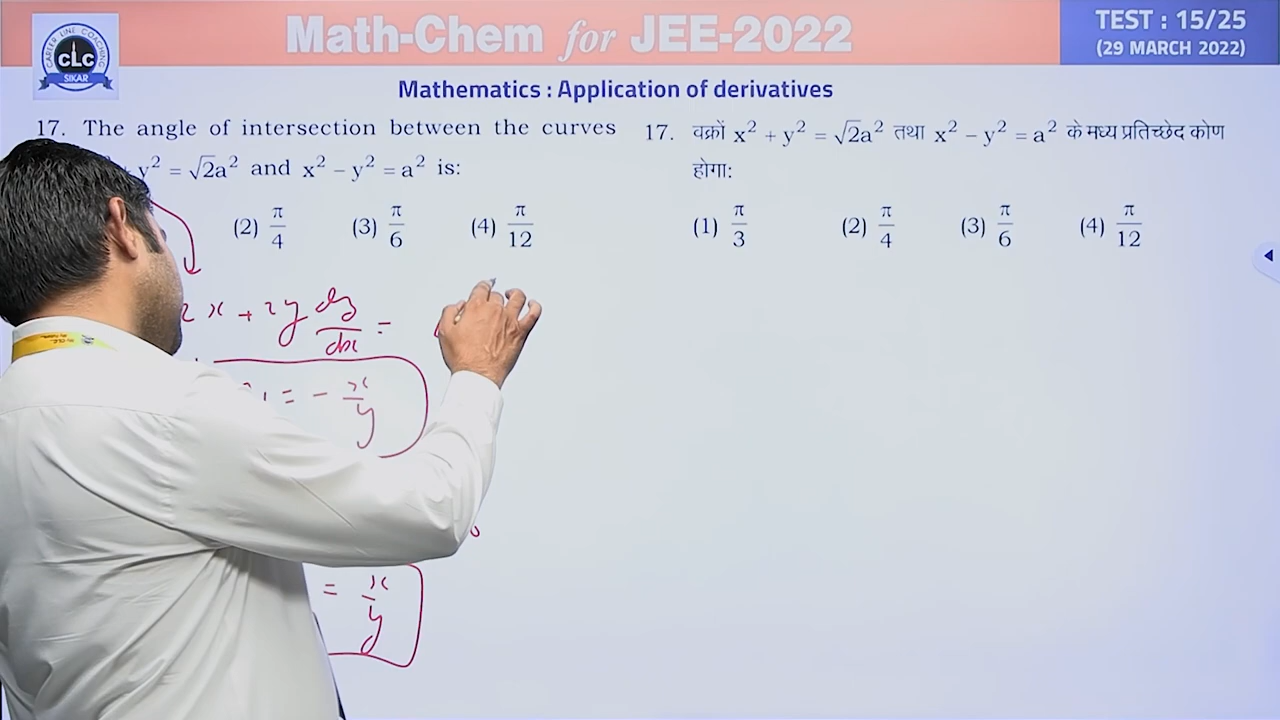 CAREER LINE COACHING
CLC
SIKAR
Math-Chem for JEE-2022
TEST : 15/25
(29 MARCH 2022)
Mathematics : Application of derivatives
17. The angle of intersection between the curves
y² = √2a² and x² − y² = a² is:
(2) π/4 (3) π/6 (4) π/12
17. वक्रों x² + y² = √2a² तथा x² − y² = a² के मध्य प्रतिच्छेद कोण
होगा:
(1) π/3 (2) π/4 (3) π/6 (4) π/12
2x + 2y dy/dx =
= − x/y
= x/y